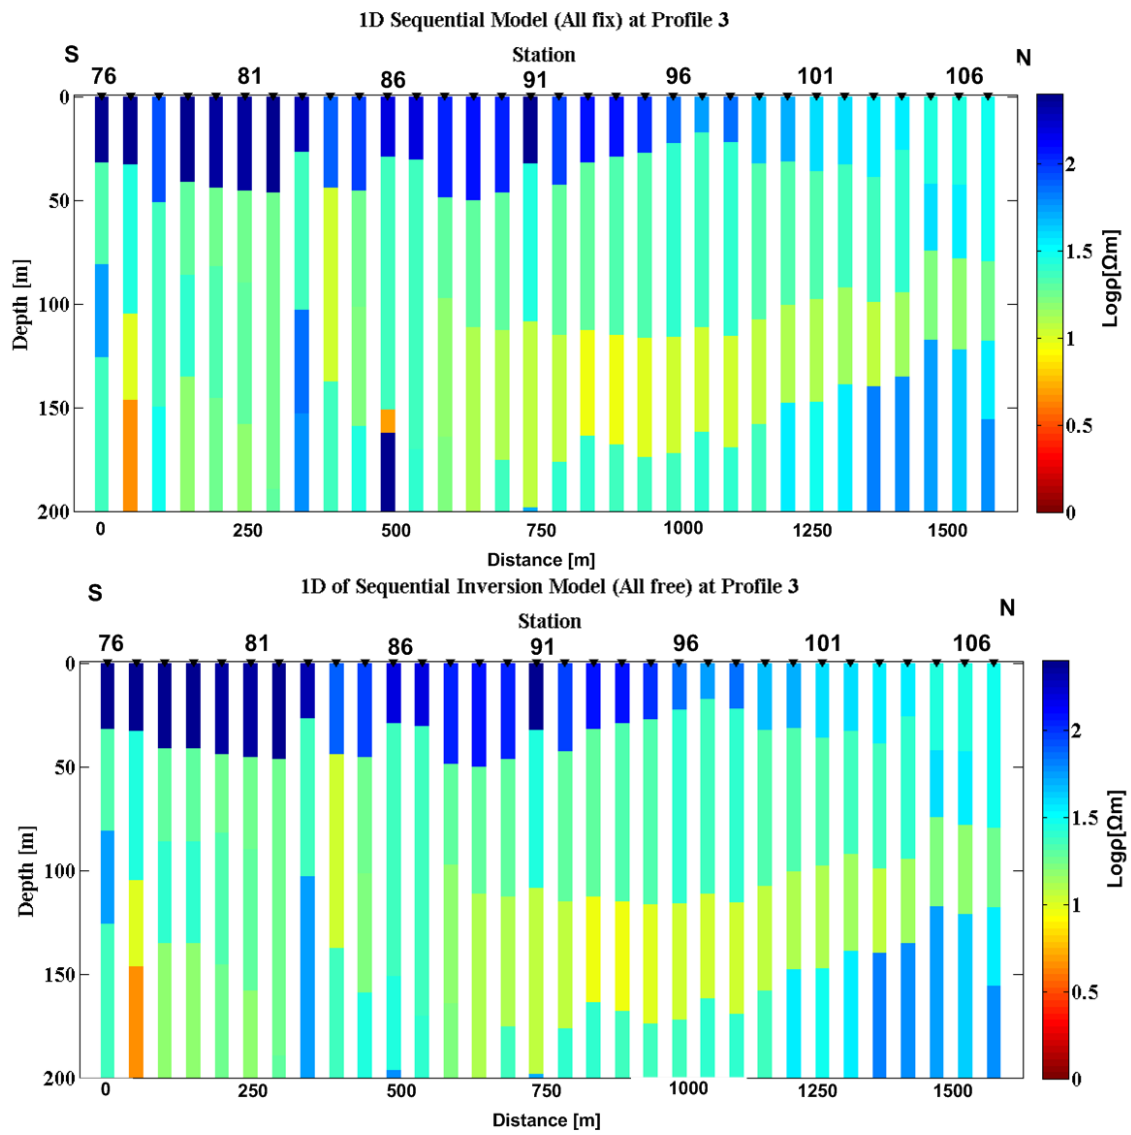 1D Sequential Model (All fix) at Profile 3
S Station N
76 81 86 91 96 101 106
0
50
100
150
200
Depth [m]
0 250 500 750 1000 1250 1500
Distance [m]
2
1.5
1
0.5
0
Logρ[Ωm]
1D of Sequential Inversion Model (All free) at Profile 3
S Station N
76 81 86 91 96 101 106
0
50
100
150
200
Depth [m]
0 250 500 750 1000 1250 1500
Distance [m]
2
1.5
1
0.5
0
Logρ[Ωm]